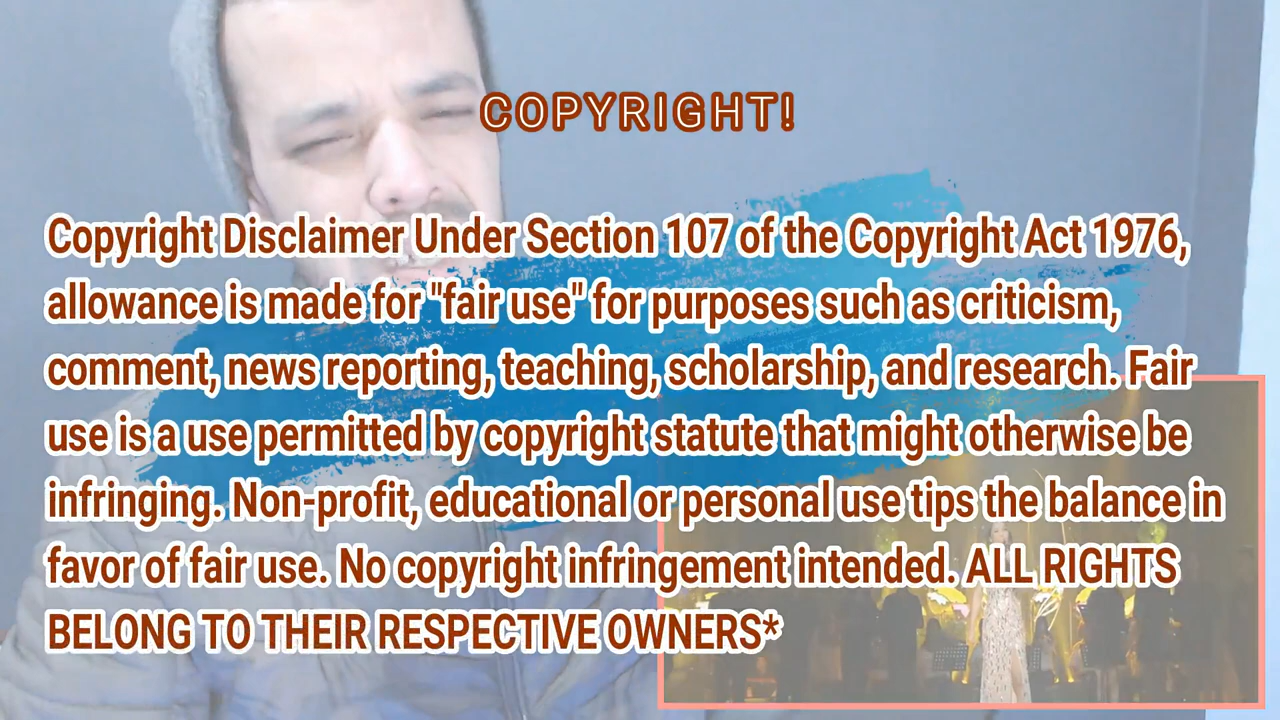 COPYRIGHT!
Copyright Disclaimer Under Section 107 of the Copyright Act 1976,
allowance is made for "fair use" for purposes such as criticism,
comment, news reporting, teaching, scholarship, and research. Fair
use is a use permitted by copyright statute that might otherwise be
infringing. Non-profit, educational or personal use tips the balance in
favor of fair use. No copyright infringement intended. ALL RIGHTS
BELONG TO THEIR RESPECTIVE OWNERS*